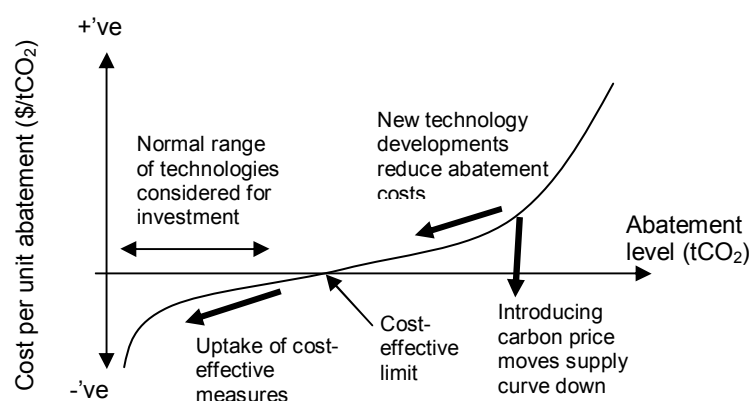 +'ve
Cost per unit abatement ($/tCO₂)
Normal range
of technologies
considered for
investment
New technology
developments
reduce abatement
costs
Abatement
level (tCO₂)
Uptake of cost-
effective
measures
Cost-
effective
limit
Introducing
carbon price
moves supply
curve down
-'ve